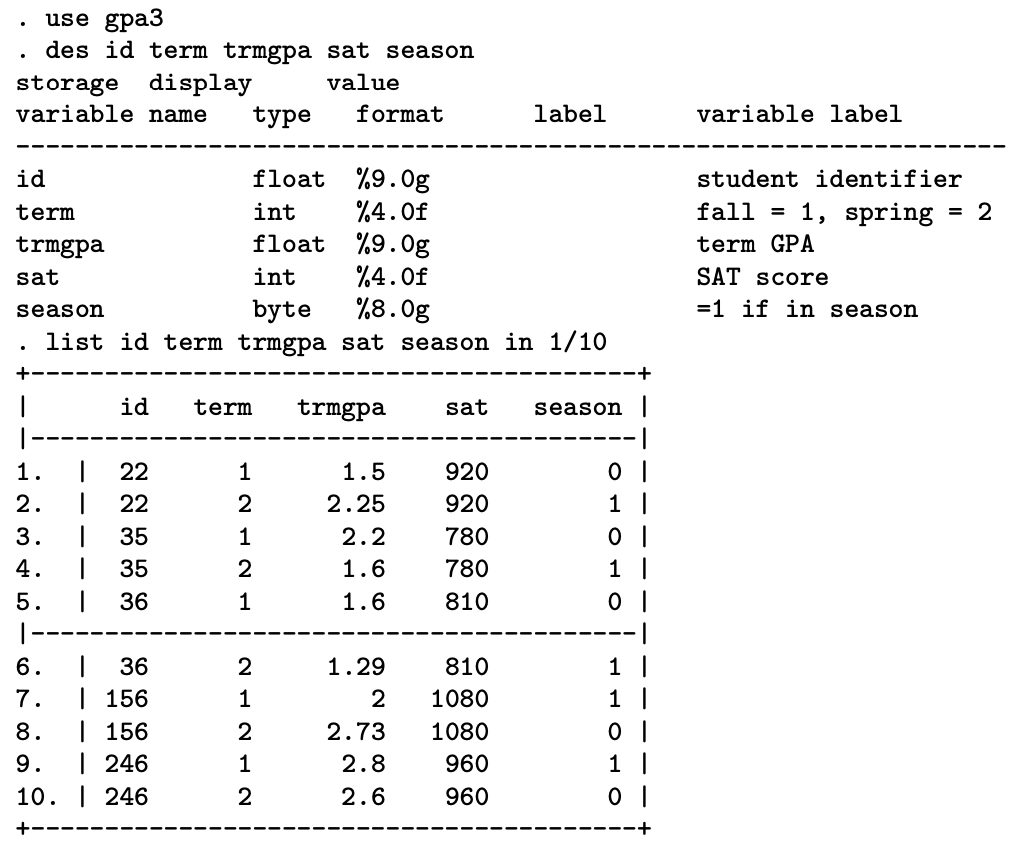 . use gpa3
. des id term trmgpa sat season
storage  display     value
variable name   type   format      label      variable label
-------------------------------------------------------------------
id              float  %9.0g                  student identifier
term            int    %4.0f                  fall = 1, spring = 2
trmgpa          float  %9.0g                  term GPA
sat             int    %4.0f                  SAT score
season          byte   %8.0g                  =1 if in season
. list id term trmgpa sat season in 1/10
+-----------------------------------------+
|      id   term   trmgpa    sat   season |
|-----------------------------------------|
1.  |  22      1      1.5    920        0 |
2.  |  22      2     2.25    920        1 |
3.  |  35      1      2.2    780        0 |
4.  |  35      2      1.6    780        1 |
5.  |  36      1      1.6    810        0 |
|-----------------------------------------|
6.  |  36      2     1.29    810        1 |
7.  | 156      1        2   1080        1 |
8.  | 156      2     2.73   1080        0 |
9.  | 246      1      2.8    960        1 |
10. | 246      2      2.6    960        0 |
+-----------------------------------------+